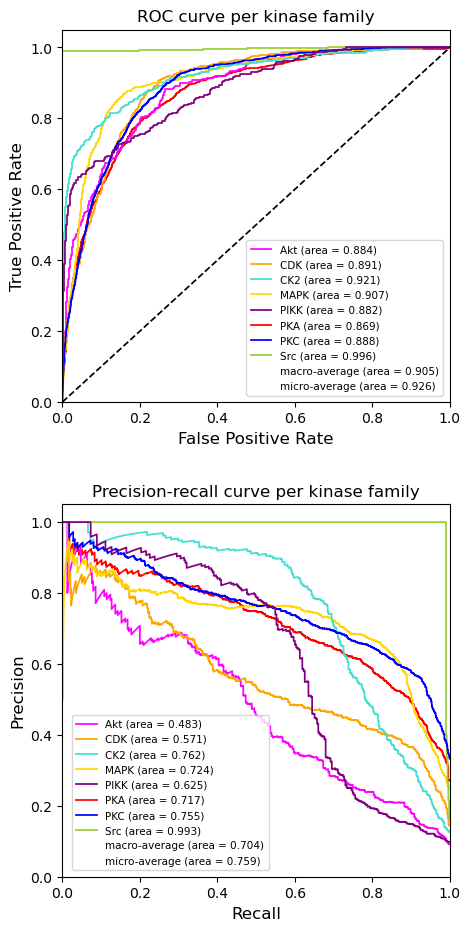 ROC curve per kinase family
1.0
0.8
0.6
0.4
0.2
0.0
True Positive Rate
Akt (area = 0.884)
CDK (area = 0.891)
CK2 (area = 0.921)
MAPK (area = 0.907)
PIKK (area = 0.882)
PKA (area = 0.869)
PKC (area = 0.888)
Src (area = 0.996)
macro-average (area = 0.905)
micro-average (area = 0.926)
0.0 0.2 0.4 0.6 0.8 1.0
False Positive Rate
Precision-recall curve per kinase family
1.0
0.8
0.6
0.4
0.2
0.0
Precision
Akt (area = 0.483)
CDK (area = 0.571)
CK2 (area = 0.762)
MAPK (area = 0.724)
PIKK (area = 0.625)
PKA (area = 0.717)
PKC (area = 0.755)
Src (area = 0.993)
macro-average (area = 0.704)
micro-average (area = 0.759)
0.0 0.2 0.4 0.6 0.8 1.0
Recall